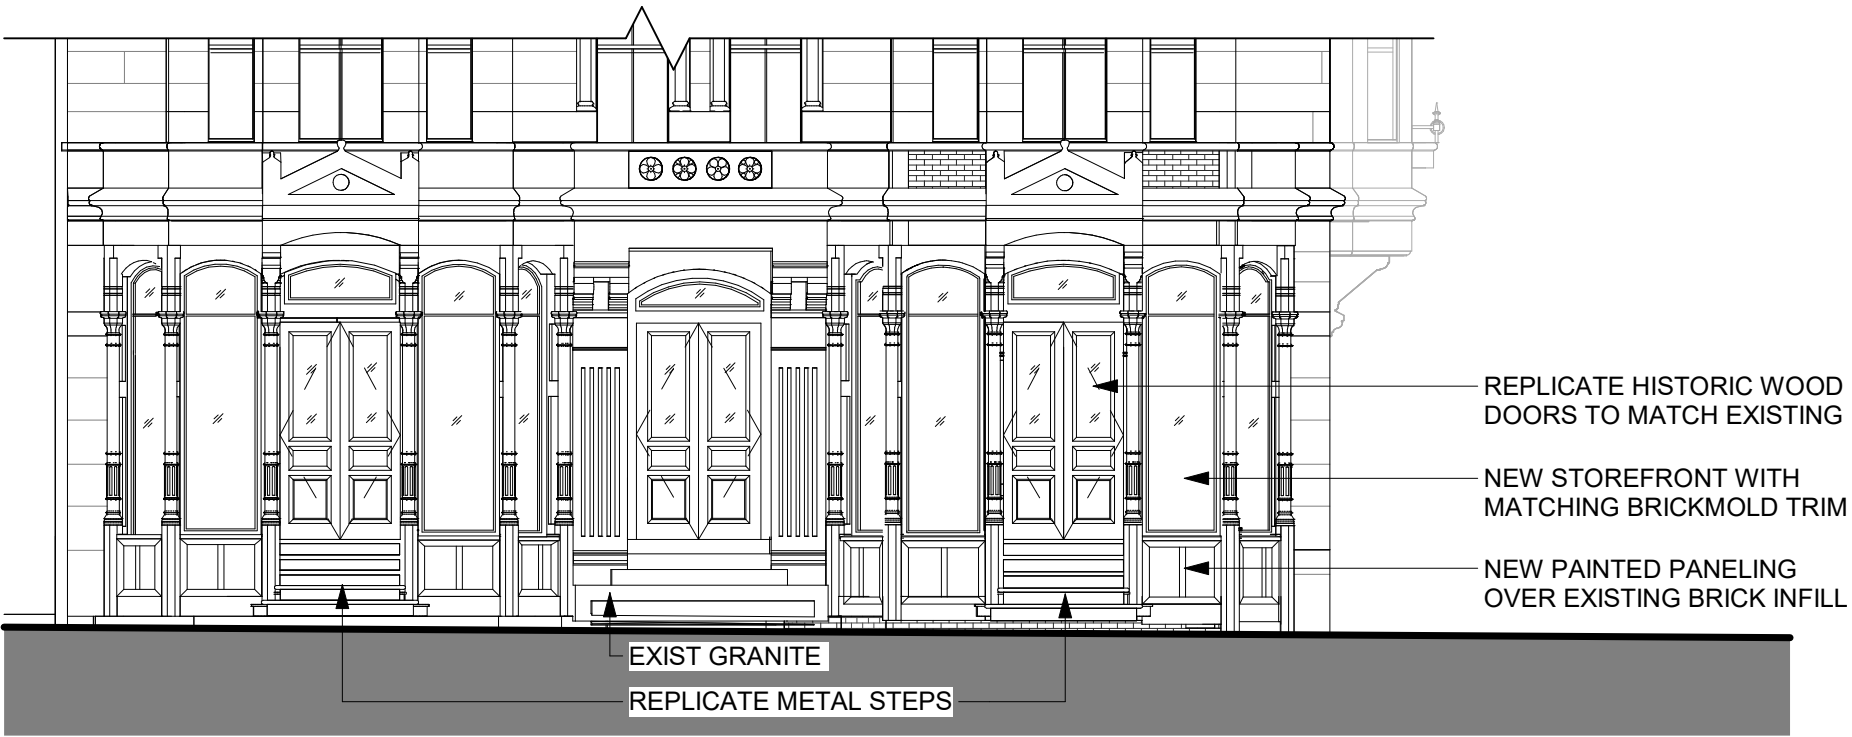 REPLICATE HISTORIC WOOD
DOORS TO MATCH EXISTING
NEW STOREFRONT WITH
MATCHING BRICKMOLD TRIM
NEW PAINTED PANELING
OVER EXISTING BRICK INFILL
EXIST GRANITE
REPLICATE METAL STEPS